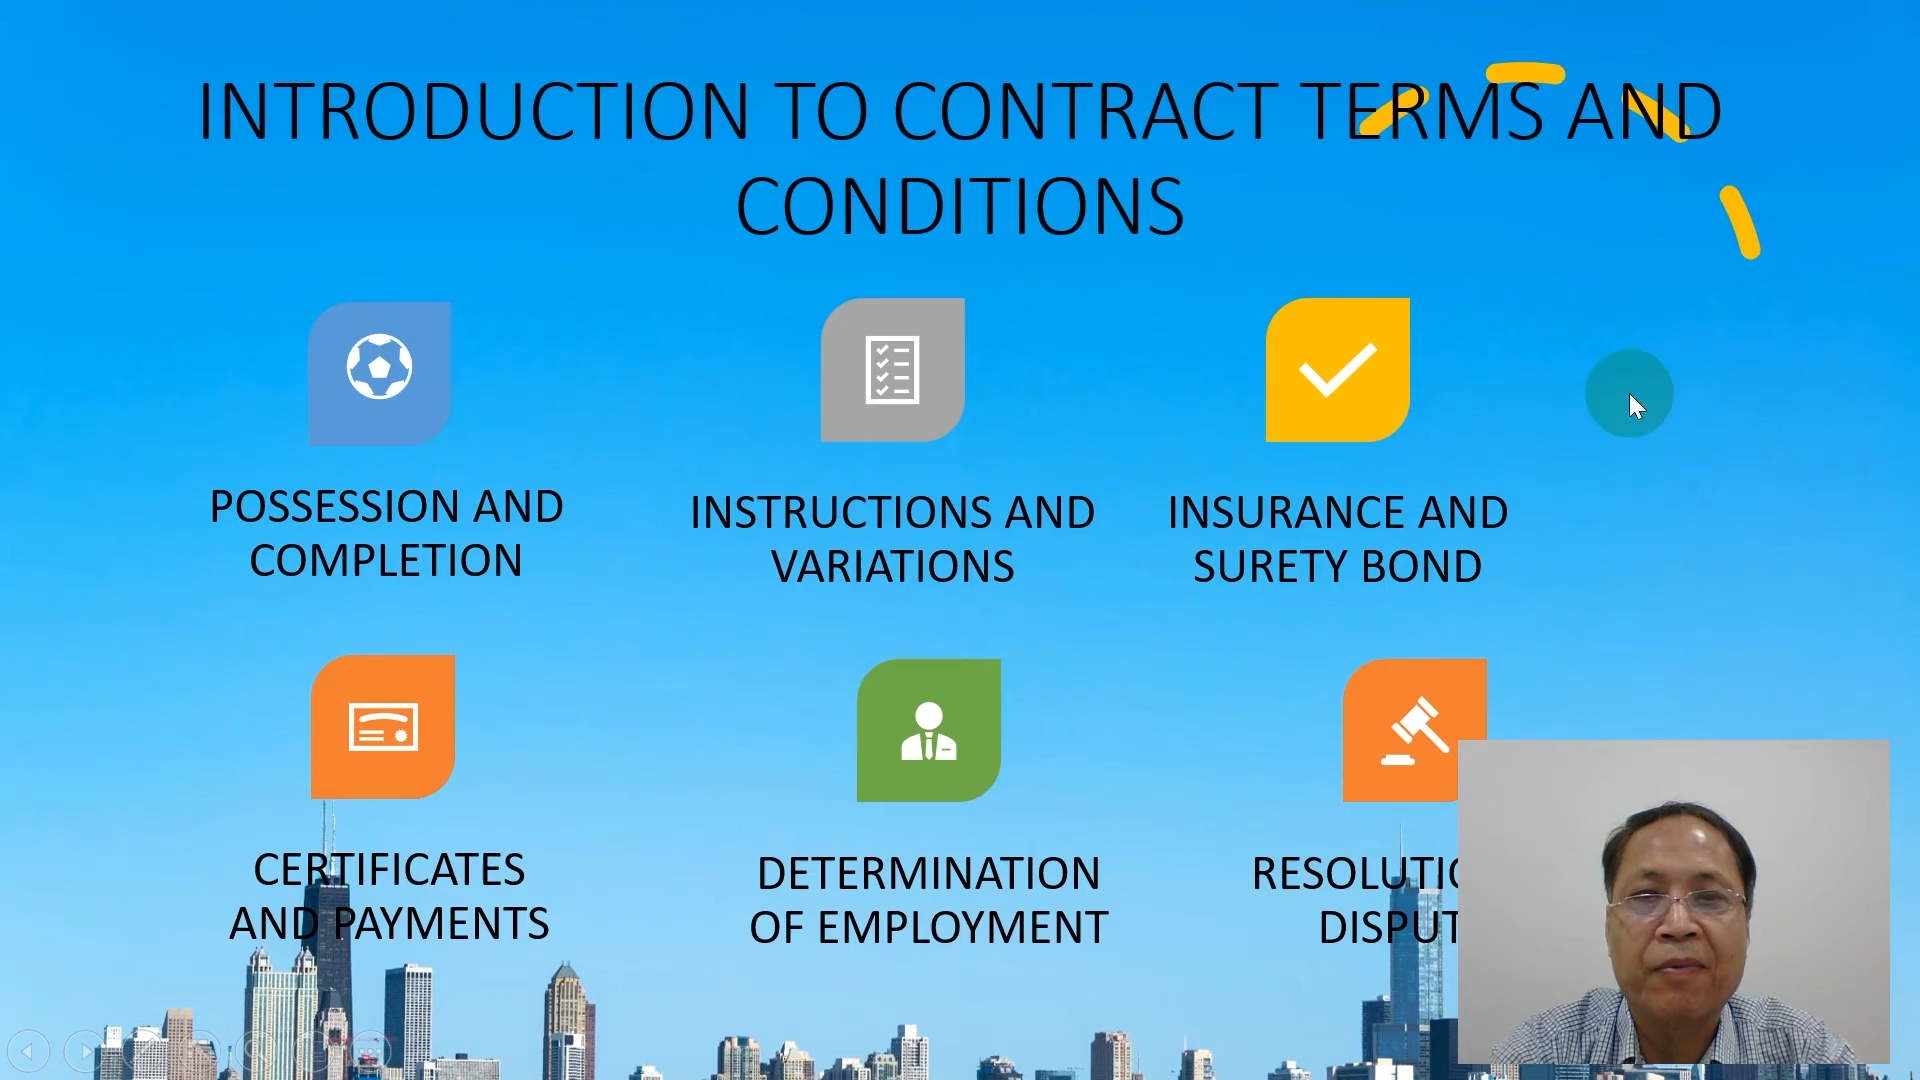 INTRODUCTION TO CONTRACT TERMS AND
CONDITIONS
POSSESSION AND
COMPLETION
INSTRUCTIONS AND
VARIATIONS
INSURANCE AND
SURETY BOND
CERTIFICATES
AND PAYMENTS
DETERMINATION
OF EMPLOYMENT